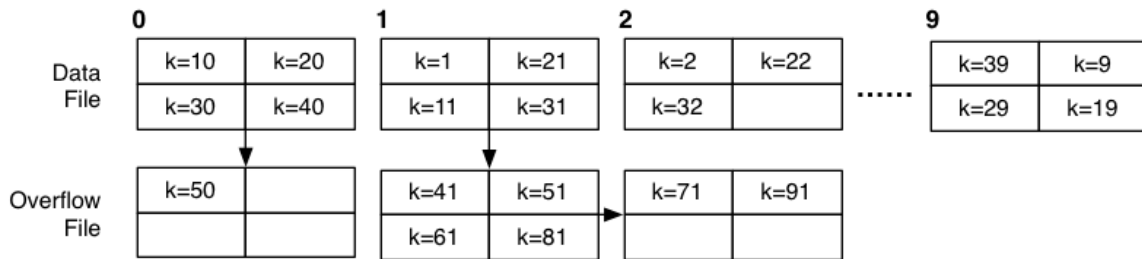 0 1 2 9
Data k=10 k=20 k=1 k=21 k=2 k=22 k=39 k=9
File k=30 k=40 k=11 k=31 k=32 ...... k=29 k=19
Overflow k=50 k=41 k=51 k=71 k=91
File k=61 k=81